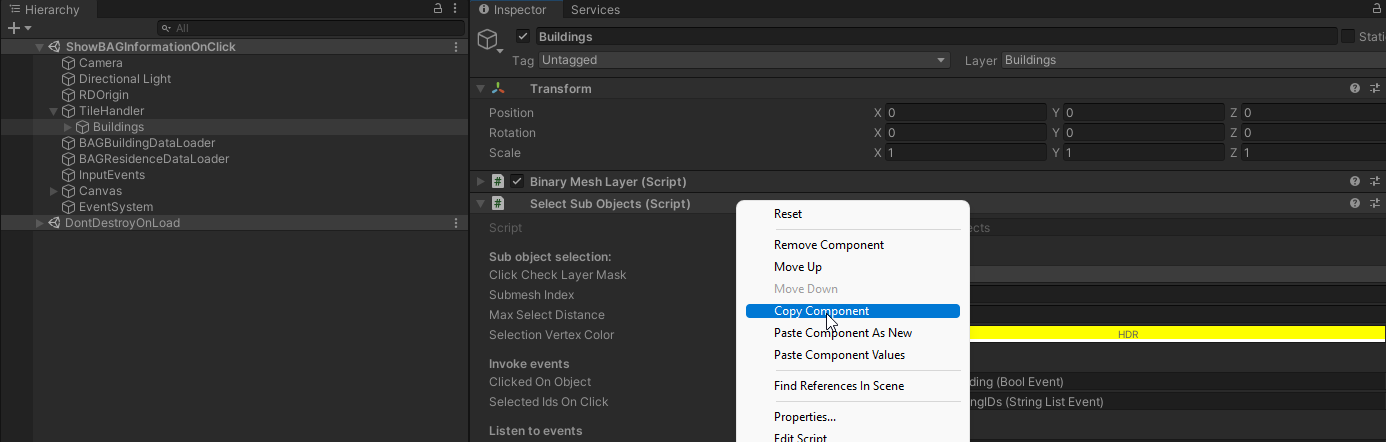 Hierarchy
All
ShowBAGInformationOnClick
Camera
Directional Light
RDOrigin
TileHandler
Buildings
BAGBuildingDataLoader
BAGResidenceDataLoader
InputEvents
Canvas
EventSystem
DontDestroyOnLoad
Inspector Services
Buildings Stati
Tag Untagged Layer Buildings
Transform
Position X 0 Y 0 Z 0
Rotation X 0 Y 0 Z 0
Scale X 1 Y 1 Z 1
# Binary Mesh Layer (Script)
# Select Sub Objects (Script)
Script ects
Sub object selection:
Click Check Layer Mask
Submesh Index
Max Select Distance
Selection Vertex Color HDR
Invoke events
Clicked On Object ding (Bool Event)
Selected Ids On Click ngIDs (String List Event)
Listen to events
Reset
Remove Component
Move Up
Move Down
Copy Component
Paste Component As New
Paste Component Values
Find References In Scene
Properties...
Edit Script